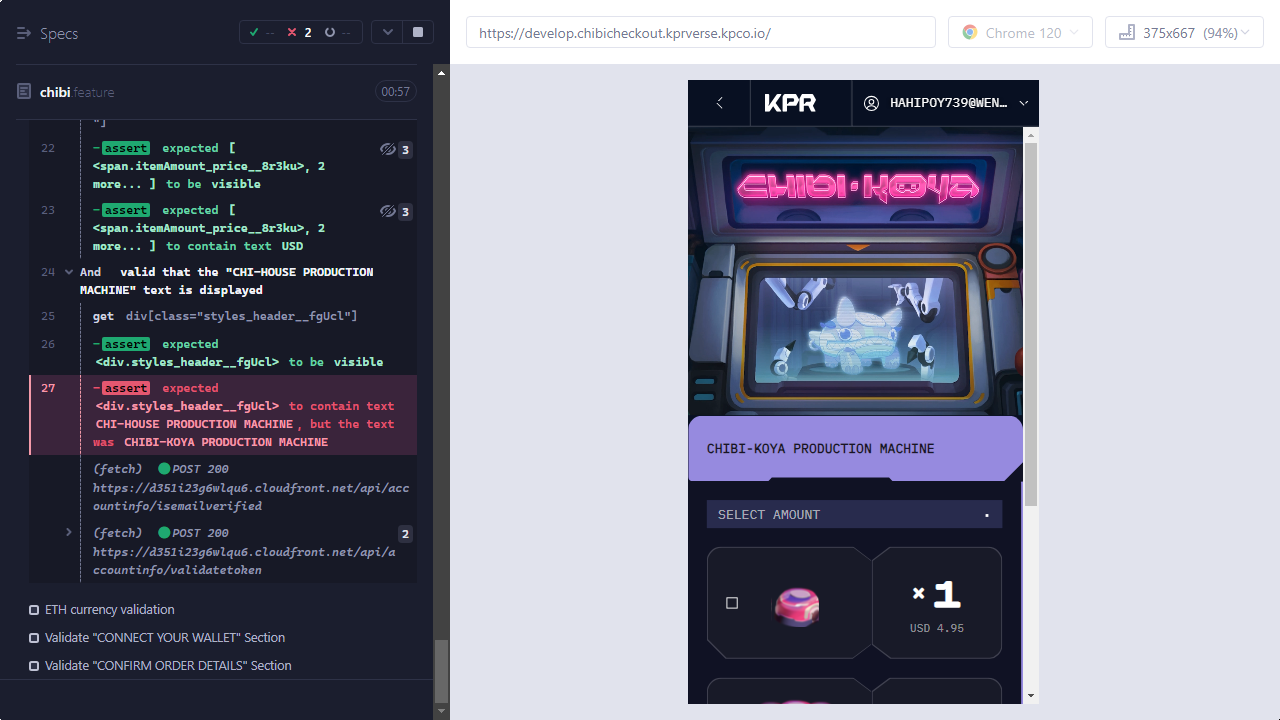 Specs
-- 2 --
chibi.feature
00:57
"]
22 -assert expected [
<span.itemAmount_price__8r3ku>, 2
more... ] to be visible
3
23 -assert expected [
<span.itemAmount_price__8r3ku>, 2
more... ] to contain text USD
3
24 And valid that the "CHI-HOUSE PRODUCTION
MACHINE" text is displayed
25 get div[class="styles_header__fgUcl"]
26 -assert expected
<div.styles_header__fgUcl> to be visible
27 -assert expected
<div.styles_header__fgUcl> to contain text
CHI-HOUSE PRODUCTION MACHINE, but the text
was CHIBI-KOYA PRODUCTION MACHINE
(fetch) POST 200
https://d351i23g6wlqu6.cloudfront.net/api/acc
ountinfo/isemailverified
(fetch) POST 200 2
https://d351i23g6wlqu6.cloudfront.net/api/a
ccountinfo/validatetoken
ETH currency validation
Validate "CONNECT YOUR WALLET" Section
Validate "CONFIRM ORDER DETAILS" Section
https://develop.chibicheckout.kprverse.kpco.io/
Chrome 120
375x667 (94%)
KPR
HAHIPOY739@WEN...
CHIBI·KOYA
CHIBI-KOYA PRODUCTION MACHINE
SELECT AMOUNT
×1
USD 4.95